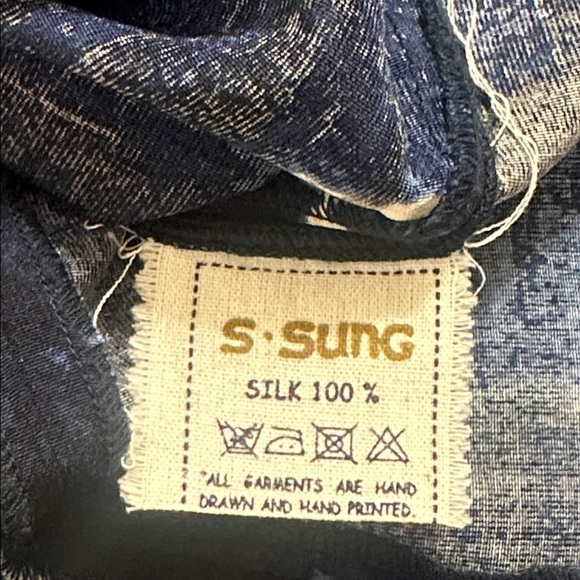 S·SUNG
SILK 100 %
"ALL GARMENTS ARE HAND
DRAWN AND HAND PRINTED.